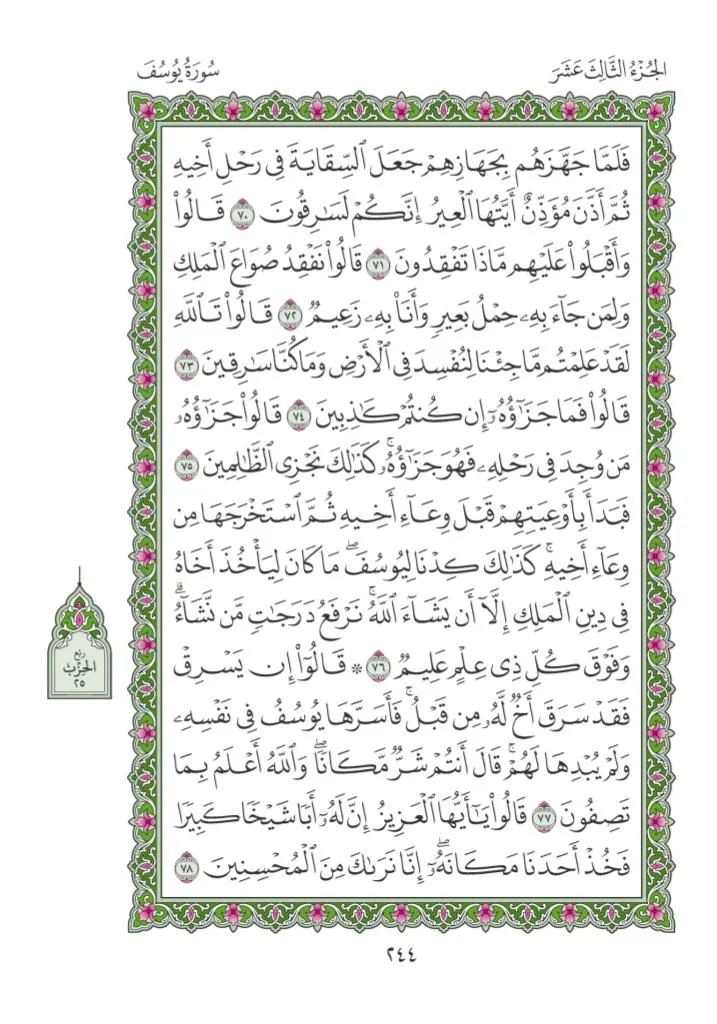 الجُزْءُ الثَّالِثَ عَشَرَ
سُورَةُ يُوسُفَ
فَلَمَّا جَهَّزَهُم بِجَهَازِهِمْ جَعَلَ ٱلسِّقَايَةَ فِى رَحْلِ أَخِيهِ
ثُمَّ أَذَّنَ مُؤَذِّنٌ أَيَّتُهَا ٱلْعِيرُ إِنَّكُمْ لَسَـٰرِقُونَ ٧٠ قَالُوا۟
وَأَقْبَلُوا۟ عَلَيْهِم مَّاذَا تَفْقِدُونَ ٧١ قَالُوا۟ نَفْقِدُ صُوَاعَ ٱلْمَلِكِ
وَلِمَن جَآءَ بِهِۦ حِمْلُ بَعِيرٍ وَأَنَا۠ بِهِۦ زَعِيمٌ ٧٢ قَالُوا۟ تَٱللَّهِ
لَقَدْ عَلِمْتُم مَّا جِئْنَا لِنُفْسِدَ فِى ٱلْأَرْضِ وَمَا كُنَّا سَـٰرِقِينَ ٧٣
قَالُوا۟ فَمَا جَزَٰٓؤُهُۥٓ إِن كُنتُمْ كَـٰذِبِينَ ٧٤ قَالُوا۟ جَزَٰٓؤُهُۥ
مَن وُجِدَ فِى رَحْلِهِۦ فَهُوَ جَزَٰٓؤُهُۥۚ كَذَٰلِكَ نَجْزِى ٱلظَّـٰلِمِينَ ٧٥
فَبَدَأَ بِأَوْعِيَتِهِمْ قَبْلَ وِعَآءِ أَخِيهِ ثُمَّ ٱسْتَخْرَجَهَا مِن
وِعَآءِ أَخِيهِۚ كَذَٰلِكَ كِدْنَا لِيُوسُفَۖ مَا كَانَ لِيَأْخُذَ أَخَاهُ
فِى دِينِ ٱلْمَلِكِ إِلَّآ أَن يَشَآءَ ٱللَّهُۚ نَرْفَعُ دَرَجَـٰتٍ مَّن نَّشَآءُۗ
وَفَوْقَ كُلِّ ذِى عِلْمٍ عَلِيمٌ ٧٦ ۞ قَالُوٓا۟ إِن يَسْرِقْ
فَقَدْ سَرَقَ أَخٌ لَّهُۥ مِن قَبْلُۚ فَأَسَرَّهَا يُوسُفُ فِى نَفْسِهِۦ
وَلَمْ يُبْدِهَا لَهُمْۚ قَالَ أَنتُمْ شَرٌّ مَّكَانًاۖ وَٱللَّهُ أَعْلَمُ بِمَا
تَصِفُونَ ٧٧ قَالُوا۟ يَـٰٓأَيُّهَا ٱلْعَزِيزُ إِنَّ لَهُۥٓ أَبًا شَيْخًا كَبِيرًا
فَخُذْ أَحَدَنَا مَكَانَهُۥٓۖ إِنَّا نَرَىٰكَ مِنَ ٱلْمُحْسِنِينَ ٧٨
ربع
الحزب
٢٥
٢٤٤